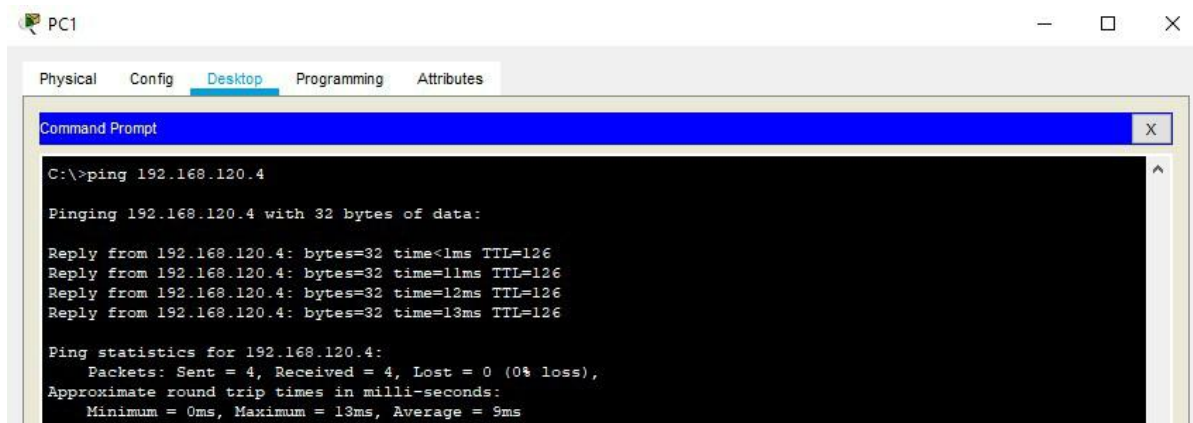 PC1
Physical Config Desktop Programming Attributes
Command Prompt X
C:\>ping 192.168.120.4
Pinging 192.168.120.4 with 32 bytes of data:
Reply from 192.168.120.4: bytes=32 time<1ms TTL=126
Reply from 192.168.120.4: bytes=32 time=11ms TTL=126
Reply from 192.168.120.4: bytes=32 time=12ms TTL=126
Reply from 192.168.120.4: bytes=32 time=13ms TTL=126
Ping statistics for 192.168.120.4:
Packets: Sent = 4, Received = 4, Lost = 0 (0% loss),
Approximate round trip times in milli-seconds:
Minimum = 0ms, Maximum = 13ms, Average = 9ms